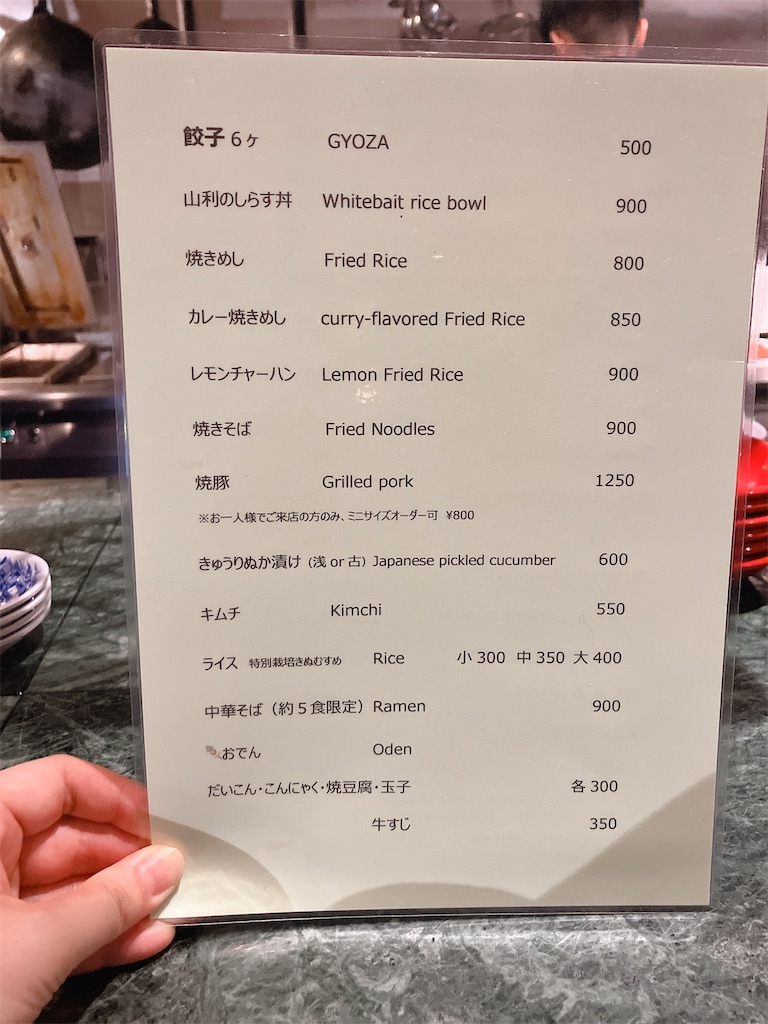 餃子 6ヶ GYOZA 500
山利のしらす丼 Whitebait rice bowl 900
焼きめし Fried Rice 800
カレー焼きめし curry-flavored Fried Rice 850
レモンチャーハン Lemon Fried Rice 900
焼きそば Fried Noodles 900
焼豚 Grilled pork 1250
※お一人様でご来店の方のみ、ミニサイズオーダー可 ¥800
きゅうりぬか漬け（浅 or 古）Japanese pickled cucumber 600
キムチ Kimchi 550
ライス 特別栽培きぬむすめ Rice 小 300 中 350 大 400
中華そば（約５食限定）Ramen 900
🍢おでん Oden
だいこん・こんにゃく・焼豆腐・玉子 各 300
牛すじ 350